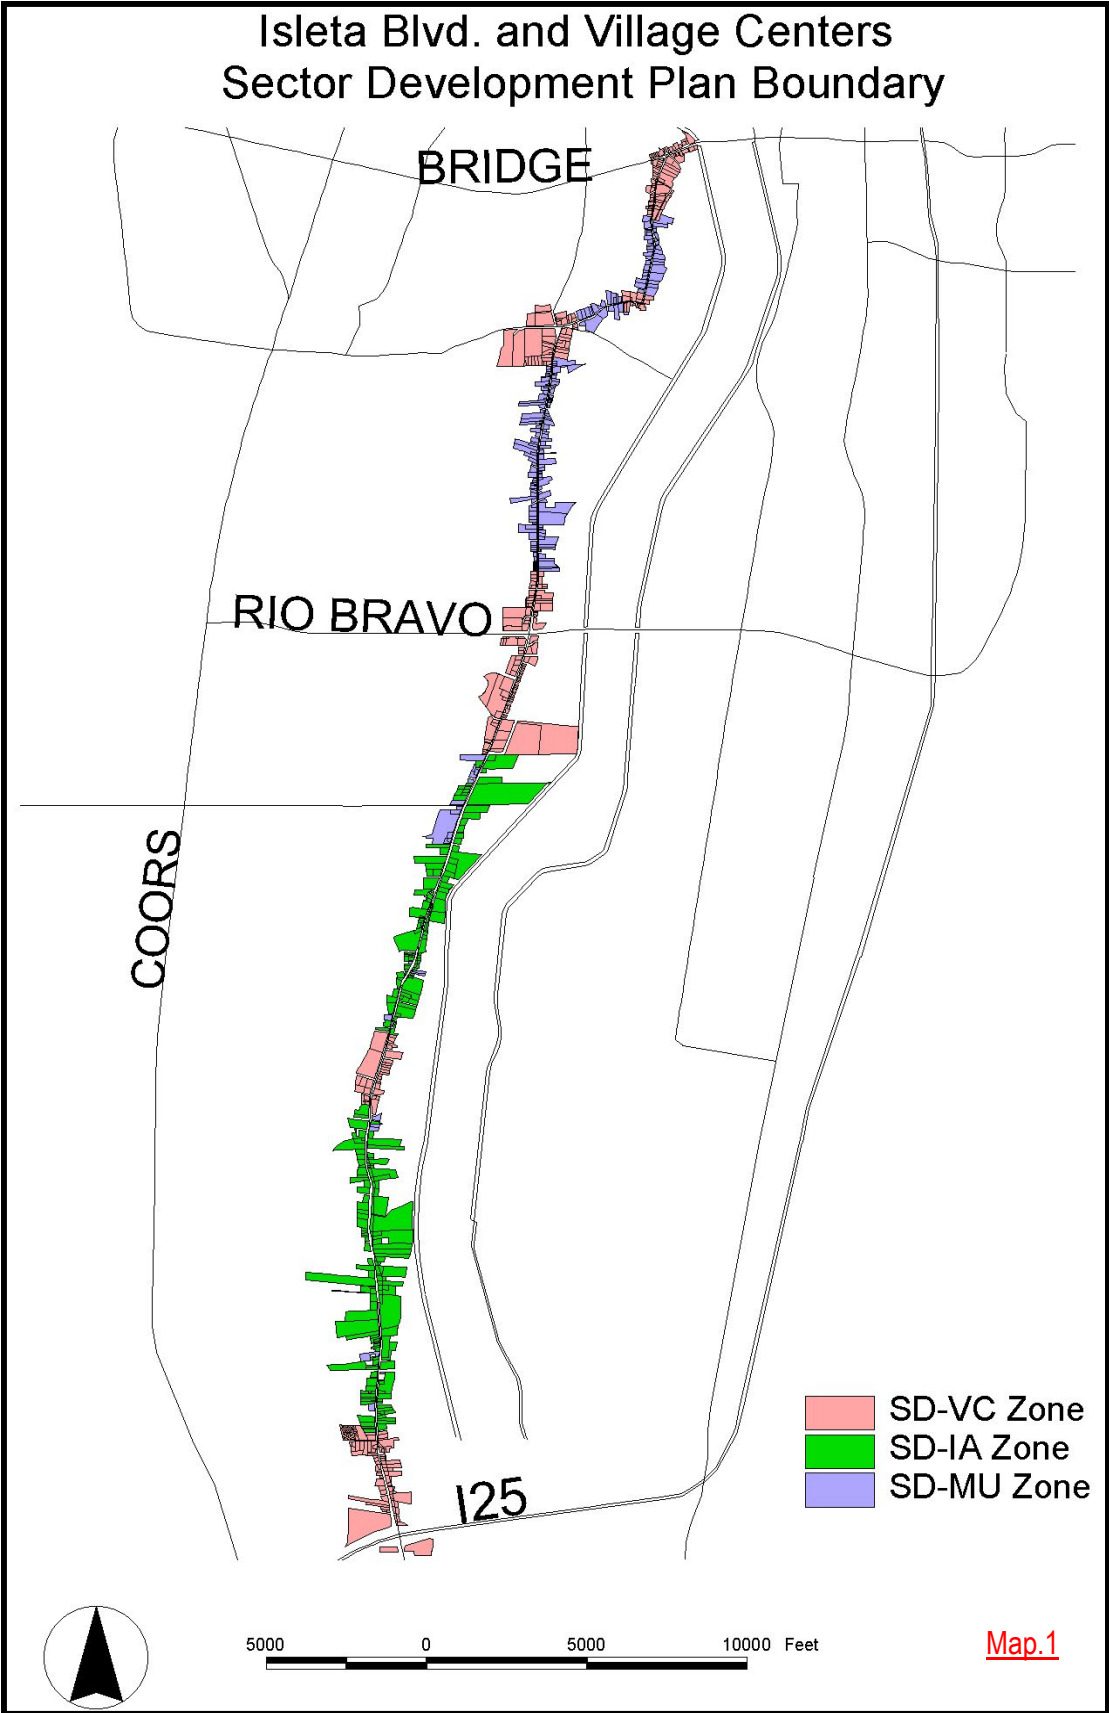 Isleta Blvd. and Village Centers
Sector Development Plan Boundary
BRIDGE
RIO BRAVO
COORS
I25
SD-VC Zone
SD-IA Zone
SD-MU Zone
5000 0 5000 10000 Feet
Map.1